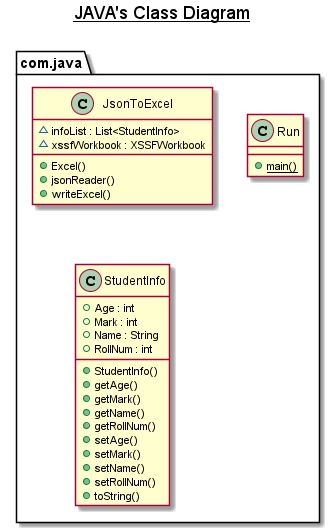 JAVA's Class Diagram
com.java
C JsonToExcel
infoList : List<StudentInfo>
xssfWorkbook : XSSFWorkbook
Excel()
jsonReader()
writeExcel()
C Run
main()
C StudentInfo
Age : int
Mark : int
Name : String
RollNum : int
StudentInfo()
getAge()
getMark()
getName()
getRollNum()
setAge()
setMark()
setName()
setRollNum()
toString()